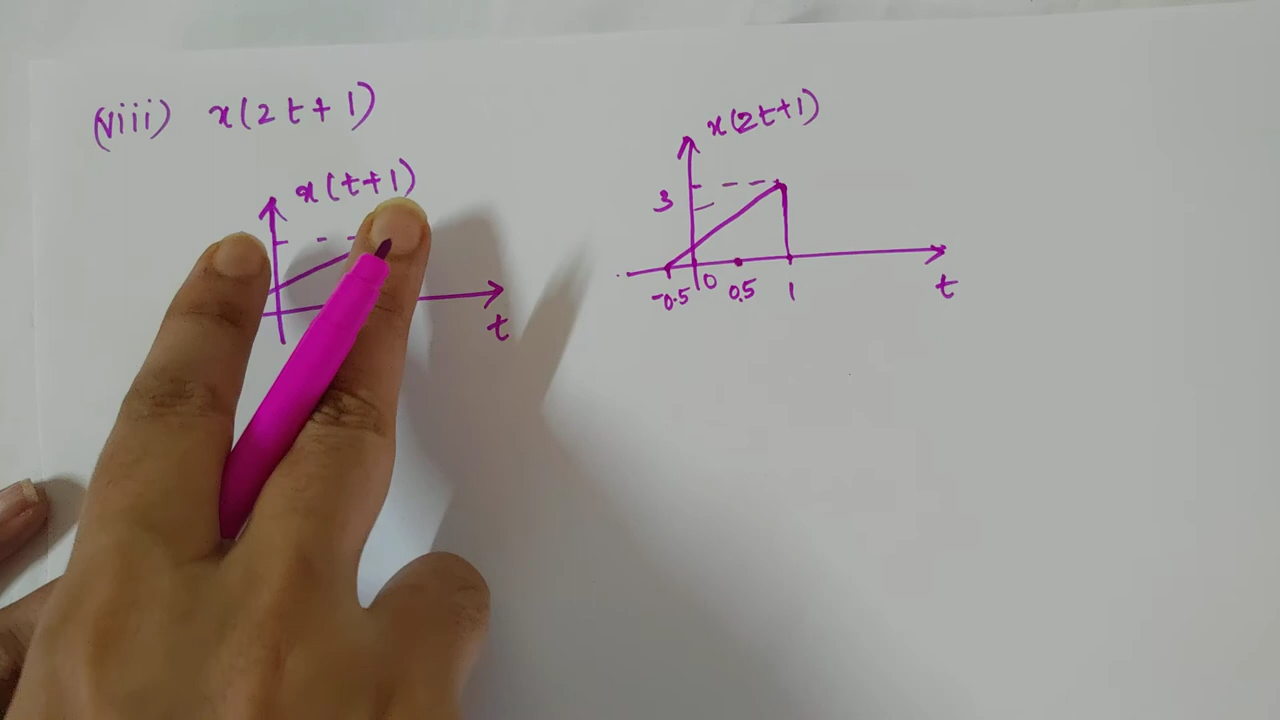 (viii) x(2t+1)
x(t+1)
t
x(2t+1)
3
-0.5 0 0.5 1
t